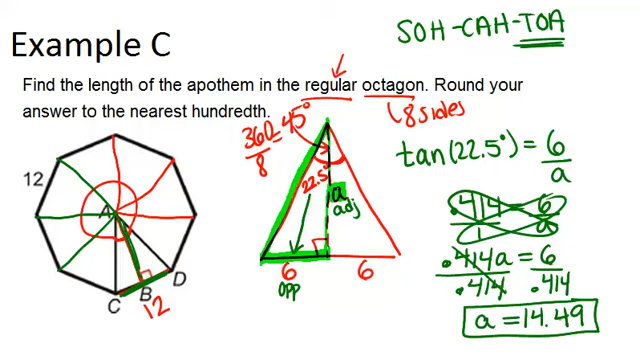 SOH-CAH-TOA
Example C
Find the length of the apothem in the regular octagon. Round your
answer to the nearest hundredth.
(8 sides
360/8 = 45°
12
A
B
C
D
12
22.5°
a
adj
6
6
opp
tan(22.5°) = 6/a
.414/1 = 6/a
.414a = 6
.414 .414
a = 14.49